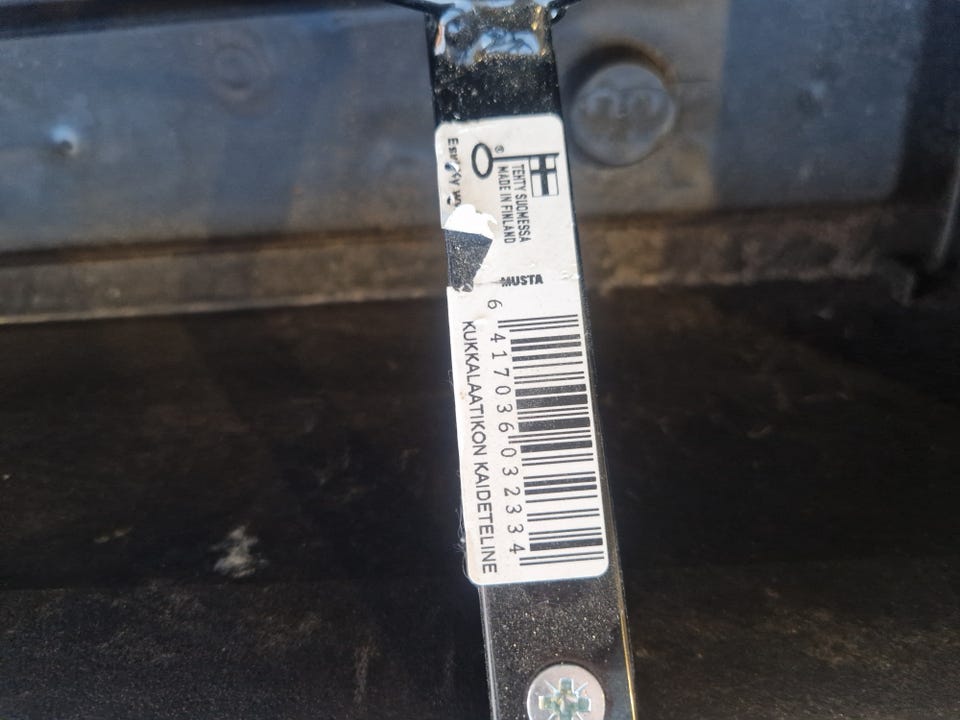 ®
TEHTY SUOMESSA
MADE IN FINLAND
MUSTA
6 417036 032334
KUKKALAATIKON KAIDETELINE